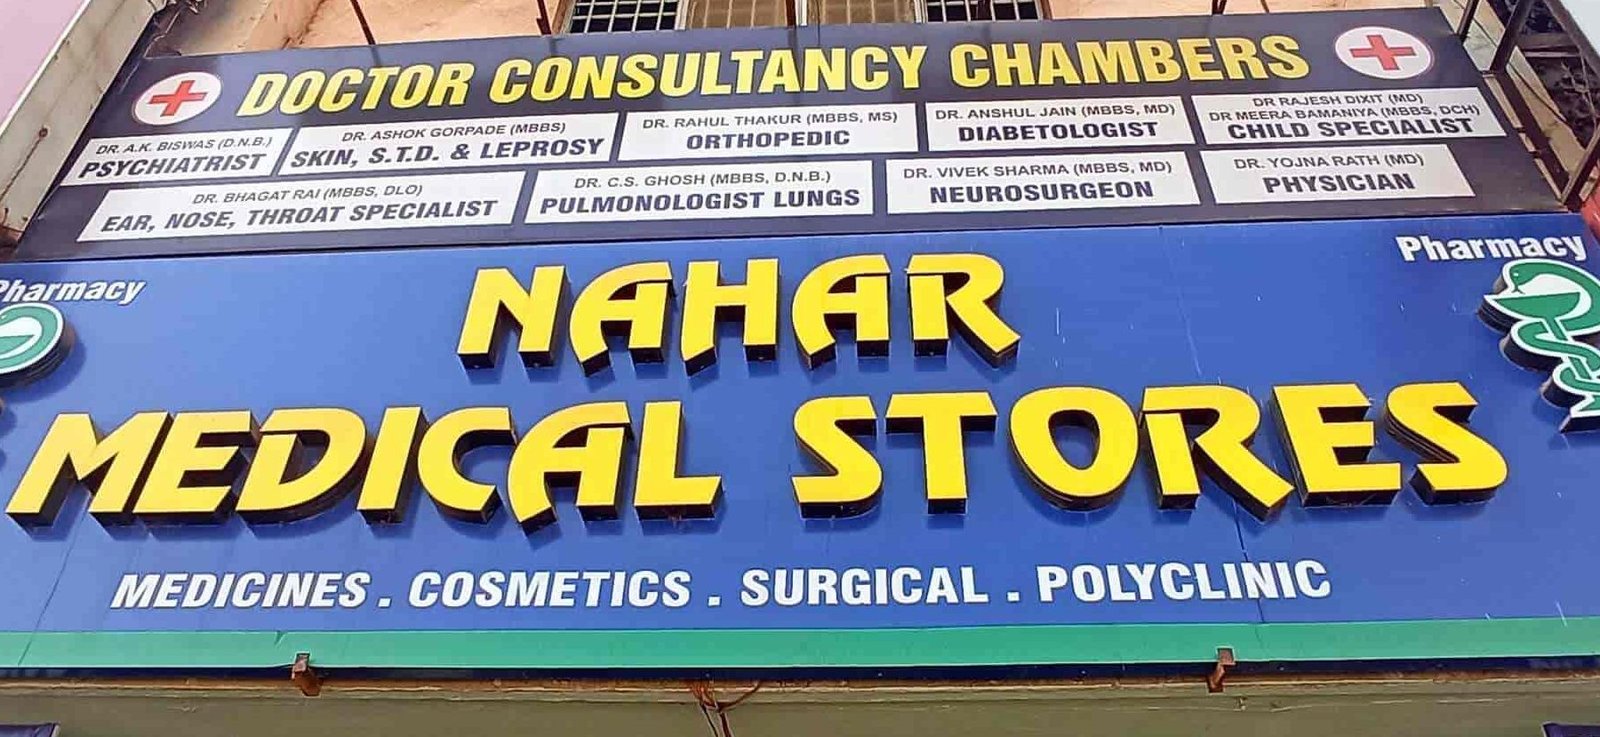 DOCTOR CONSULTANCY CHAMBERS
DR. A.K. BISWAS (D.N.B.)
PSYCHIATRIST
DR. ASHOK GORPADE (MBBS)
SKIN, S.T.D. & LEPROSY
DR. RAHUL THAKUR (MBBS, MS)
ORTHOPEDIC
DR. ANSHUL JAIN (MBBS, MD)
DIABETOLOGIST
DR RAJESH DIXIT (MD)
DR MEERA BAMANIYA (MBBS, DCH)
CHILD SPECIALIST
DR. BHAGAT RAI (MBBS, DLO)
EAR, NOSE, THROAT SPECIALIST
DR. C.S. GHOSH (MBBS, D.N.B.)
PULMONOLOGIST LUNGS
DR. VIVEK SHARMA (MBBS, MD)
NEUROSURGEON
DR. YOJNA RATH (MD)
PHYSICIAN
Pharmacy
Pharmacy
NAHAR
MEDICAL STORES
MEDICINES . COSMETICS . SURGICAL . POLYCLINIC